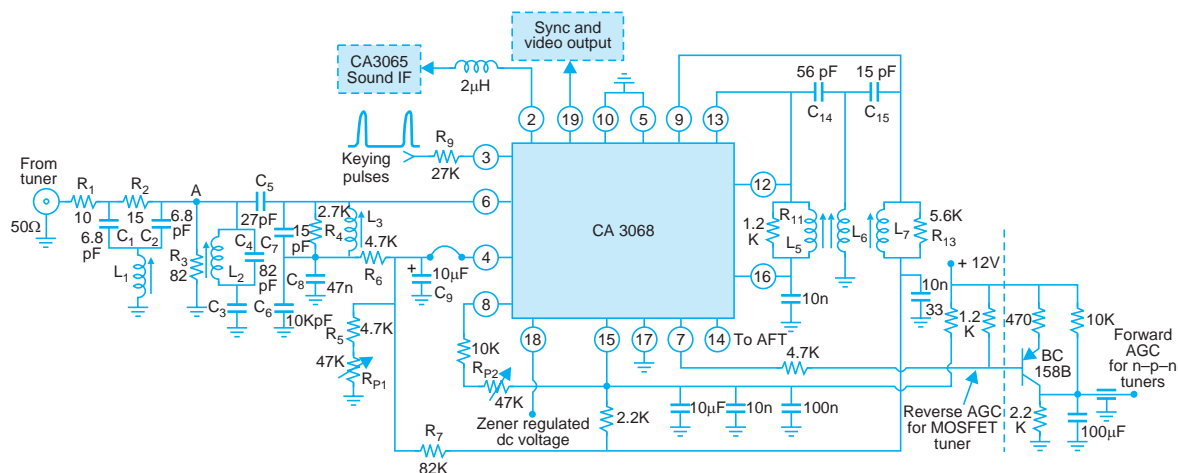 Sync and
video output
CA3065
Sound IF
2μH
56 pF
15 pF
C14
C15
2
19
10
5
9
13
Keying
pulses
R9
27K
3
From
tuner
50Ω
R1
10
R2
15
A
C5
27pF
6.8
pF
C1
C2
6.8
pF
L1
R3
82
L2
C4
82
pF
C3
C7
15
pF
C6
10KpF
2.7K
R4
L3
4.7K
R6
C8
47n
+
10μF
C9
6
4
8
CA 3068
12
16
R11
1.2
K
L5
L6
L7
5.6K
R13
10n
10n
R5
4.7K
47K
RP1
10K
RP2
47K
18
15
17
7
14
To AFT
Zener regulated
dc voltage
2.2K
10μF
10n
100n
4.7K
R7
82K
+ 12V
33
1.2
K
470
10K
BC
158B
Reverse AGC
for MOSFET
tuner
2.2
K
100μF
Forward
AGC
for n–p–n
tuners